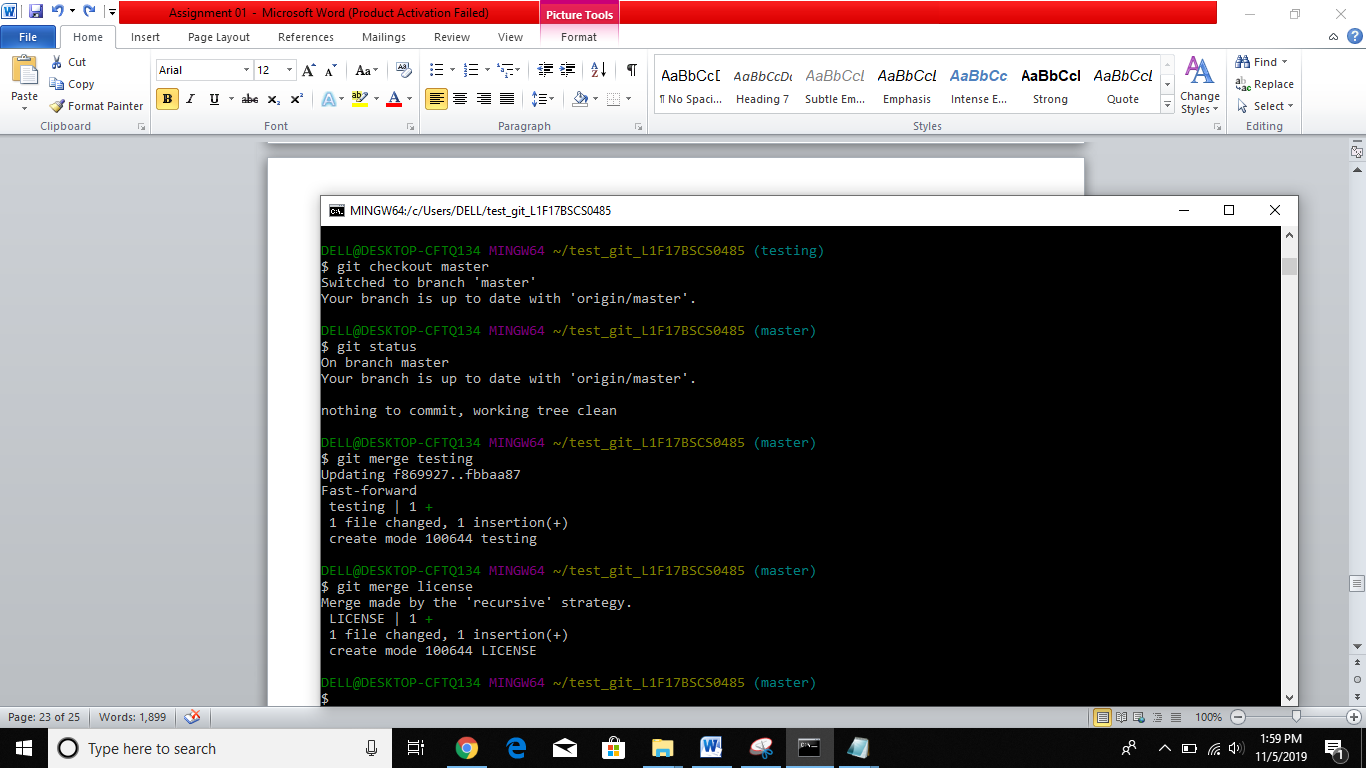 Assignment 01 - Microsoft Word (Product Activation Failed)
Picture Tools
File Home Insert Page Layout References Mailings Review View Format
Paste
Cut
Copy
Format Painter
Clipboard
Arial 12
Aa
B I U abc x₂ x² A ab A
Font
Paragraph
AaBbCcI AaBbCcDc AaBbCcL AaBbCcL AaBbCc AaBbCcI AaBbCcL
¶ No Spaci... Heading 7 Subtle Em... Emphasis Intense E... Strong Quote
Change
Styles
Styles
Find
Replace
Select
Editing
MINGW64:/c/Users/DELL/test_git_L1F17BSCS0485
DELL@DESKTOP-CFTQ134 MINGW64 ~/test_git_L1F17BSCS0485 (testing)
$ git checkout master
Switched to branch 'master'
Your branch is up to date with 'origin/master'.
DELL@DESKTOP-CFTQ134 MINGW64 ~/test_git_L1F17BSCS0485 (master)
$ git status
On branch master
Your branch is up to date with 'origin/master'.
nothing to commit, working tree clean
DELL@DESKTOP-CFTQ134 MINGW64 ~/test_git_L1F17BSCS0485 (master)
$ git merge testing
Updating f869927..fbbaa87
Fast-forward
testing | 1 +
1 file changed, 1 insertion(+)
create mode 100644 testing
DELL@DESKTOP-CFTQ134 MINGW64 ~/test_git_L1F17BSCS0485 (master)
$ git merge license
Merge made by the 'recursive' strategy.
LICENSE | 1 +
1 file changed, 1 insertion(+)
create mode 100644 LICENSE
DELL@DESKTOP-CFTQ134 MINGW64 ~/test_git_L1F17BSCS0485 (master)
$
Page: 23 of 25 Words: 1,899 100%
Type here to search
1:59 PM
11/5/2019
1